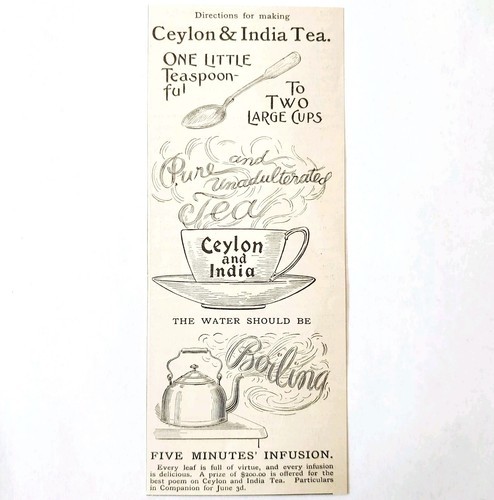 Directions for making
Ceylon & India Tea.
ONE LITTLE
Teaspoon-
ful
To
TWO
LARGE CUPS
Pure and
unadulterated
Tea
Ceylon
and
India
THE WATER SHOULD BE
Boiling
FIVE MINUTES' INFUSION.
Every leaf is full of virtue, and every infusion
is delicious. A prize of $200.00 is offered for the
best poem on Ceylon and India Tea. Particulars
in Companion for June 3d.